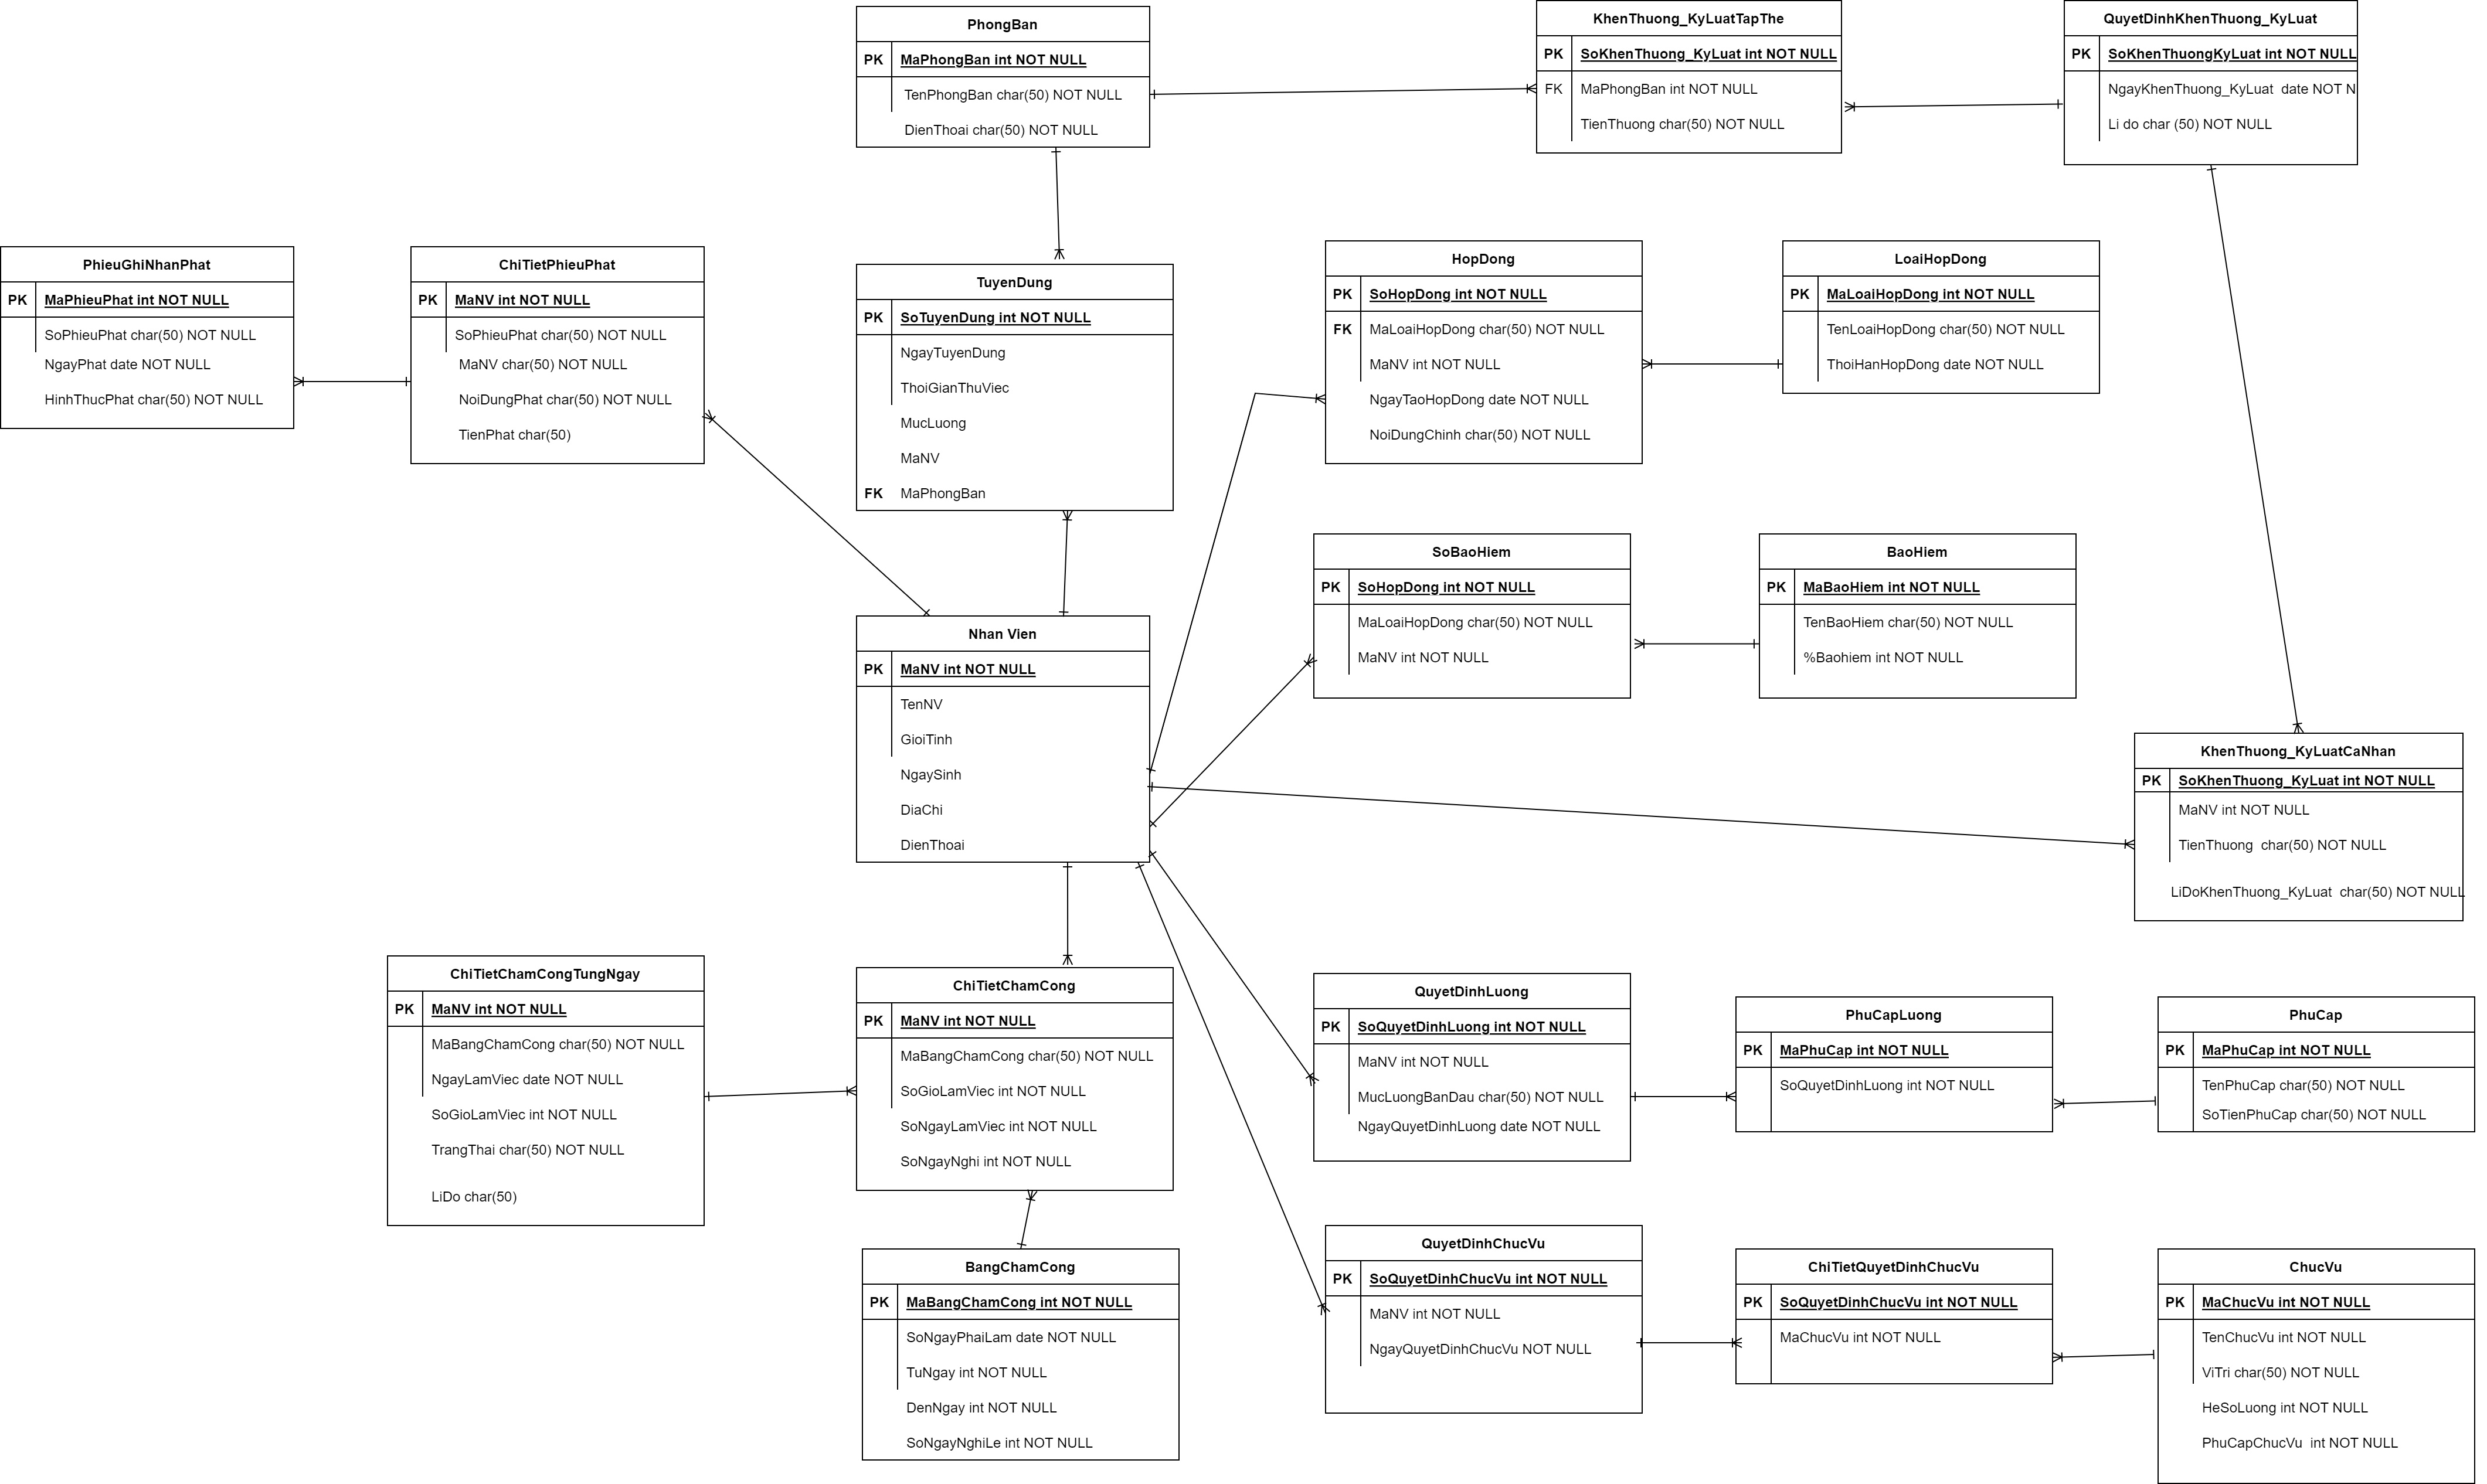 PhongBan
PK MaPhongBan int NOT NULL
TenPhongBan char(50) NOT NULL
DienThoai char(50) NOT NULL
KhenThuong_KyLuatTapThe
PK SoKhenThuong_KyLuat int NOT NULL
FK MaPhongBan int NOT NULL
TienThuong char(50) NOT NULL
QuyetDinhKhenThuong_KyLuat
PK SoKhenThuongKyLuat int NOT NULL
NgayKhenThuong_KyLuat date NOT N
Li do char (50) NOT NULL
PhieuGhiNhanPhat
PK MaPhieuPhat int NOT NULL
SoPhieuPhat char(50) NOT NULL
NgayPhat date NOT NULL
HinhThucPhat char(50) NOT NULL
ChiTietPhieuPhat
PK MaNV int NOT NULL
SoPhieuPhat char(50) NOT NULL
MaNV char(50) NOT NULL
NoiDungPhat char(50) NOT NULL
TienPhat char(50)
TuyenDung
PK SoTuyenDung int NOT NULL
NgayTuyenDung
ThoiGianThuViec
MucLuong
MaNV
FK MaPhongBan
HopDong
PK SoHopDong int NOT NULL
FK MaLoaiHopDong char(50) NOT NULL
MaNV int NOT NULL
NgayTaoHopDong date NOT NULL
NoiDungChinh char(50) NOT NULL
LoaiHopDong
PK MaLoaiHopDong int NOT NULL
TenLoaiHopDong char(50) NOT NULL
ThoiHanHopDong date NOT NULL
SoBaoHiem
PK SoHopDong int NOT NULL
MaLoaiHopDong char(50) NOT NULL
MaNV int NOT NULL
BaoHiem
PK MaBaoHiem int NOT NULL
TenBaoHiem char(50) NOT NULL
%Baohiem int NOT NULL
Nhan Vien
PK MaNV int NOT NULL
TenNV
GioiTinh
NgaySinh
DiaChi
DienThoai
KhenThuong_KyLuatCaNhan
PK SoKhenThuong_KyLuat int NOT NULL
MaNV int NOT NULL
TienThuong char(50) NOT NULL
LiDoKhenThuong_KyLuat char(50) NOT NULL
ChiTietChamCongTungNgay
PK MaNV int NOT NULL
MaBangChamCong char(50) NOT NULL
NgayLamViec date NOT NULL
SoGioLamViec int NOT NULL
TrangThai char(50) NOT NULL
LiDo char(50)
ChiTietChamCong
PK MaNV int NOT NULL
MaBangChamCong char(50) NOT NULL
SoGioLamViec int NOT NULL
SoNgayLamViec int NOT NULL
SoNgayNghi int NOT NULL
QuyetDinhLuong
PK SoQuyetDinhLuong int NOT NULL
MaNV int NOT NULL
MucLuongBanDau char(50) NOT NULL
NgayQuyetDinhLuong date NOT NULL
PhuCapLuong
PK MaPhuCap int NOT NULL
SoQuyetDinhLuong int NOT NULL
PhuCap
PK MaPhuCap int NOT NULL
TenPhuCap char(50) NOT NULL
SoTienPhuCap char(50) NOT NULL
BangChamCong
PK MaBangChamCong int NOT NULL
SoNgayPhaiLam date NOT NULL
TuNgay int NOT NULL
DenNgay int NOT NULL
SoNgayNghiLe int NOT NULL
QuyetDinhChucVu
PK SoQuyetDinhChucVu int NOT NULL
MaNV int NOT NULL
NgayQuyetDinhChucVu NOT NULL
ChiTietQuyetDinhChucVu
PK SoQuyetDinhChucVu int NOT NULL
MaChucVu int NOT NULL
ChucVu
PK MaChucVu int NOT NULL
TenChucVu int NOT NULL
ViTri char(50) NOT NULL
HeSoLuong int NOT NULL
PhuCapChucVu int NOT NULL